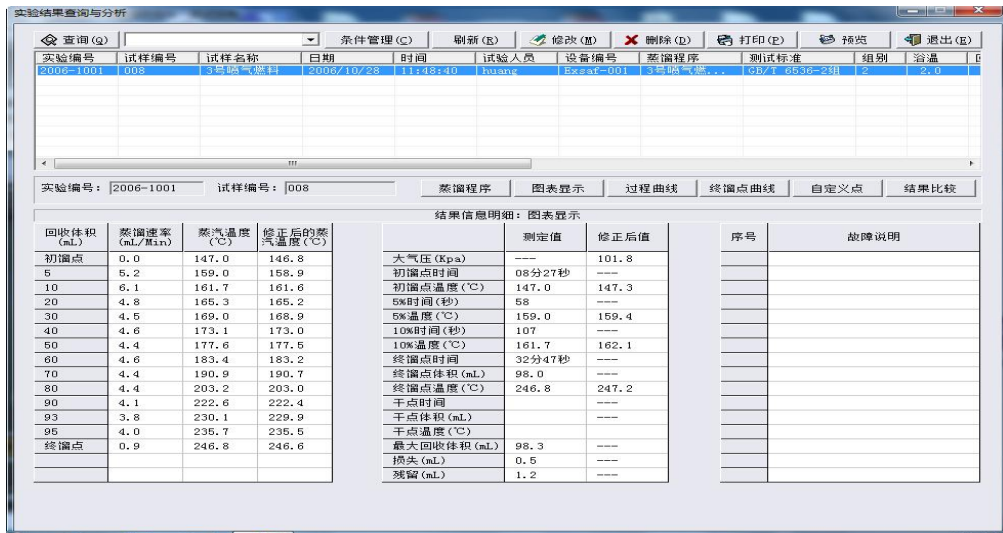 实验结果查询与分析
查询(Q) 条件管理(C) 刷新(R) 修改(M) 删除(D) 打印(P) 预览 退出(E)
实验编号 试样编号 试样名称 日期 时间 试验人员 设备编号 蒸馏程序 测试标准 组别 浴温
2006-1001 008 3号喷气燃料 2006/10/28 11:48:40 huang Exsaf-001 3号喷气燃... GB/T 6536-2组 2 2.0
实验编号: 2006-1001 试样编号: 008 蒸馏程序 图表显示 过程曲线 终馏点曲线 自定义点 结果比较
结果信息明细: 图表显示
回收体积(mL) 蒸馏速率(mL/Min) 蒸汽温度(℃) 修正后的蒸汽温度(℃) 测定值 修正后值 序号 故障说明
初馏点 0.0 147.0 146.8 大气压(Kpa) --- 101.8
5 5.2 159.0 158.9 初馏点时间 08分27秒 ---
10 6.1 161.7 161.6 初馏点温度(℃) 147.0 147.3
20 4.8 165.3 165.2 5%时间(秒) 58 ---
30 4.5 169.0 168.9 5%温度(℃) 159.0 159.4
40 4.6 173.1 173.0 10%时间(秒) 107 ---
50 4.4 177.6 177.5 10%温度(℃) 161.7 162.1
60 4.6 183.4 183.2 终馏点时间 32分47秒 ---
70 4.4 190.9 190.7 终馏点体积(mL) 98.0 ---
80 4.4 203.2 203.0 终馏点温度(℃) 246.8 247.2
90 4.1 222.6 222.4 干点时间 ---
93 3.8 230.1 229.9 干点体积(mL) ---
95 4.0 235.7 235.5 干点温度(℃)
终馏点 0.9 246.8 246.6 最大回收体积(mL) 98.3 ---
损失(mL) 0.5 ---
残留(mL) 1.2 ---